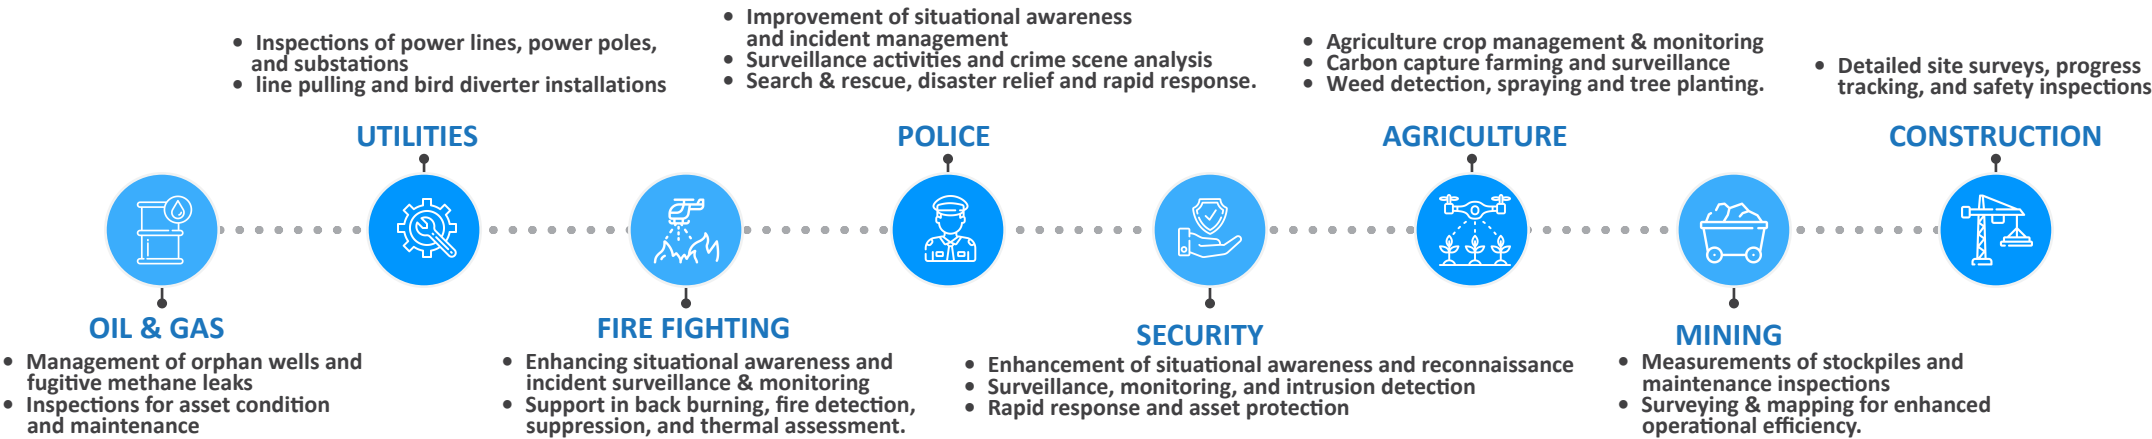 • Inspections of power lines, power poles,
and substations
• line pulling and bird diverter installations
UTILITIES
• Improvement of situational awareness
and incident management
• Surveillance activities and crime scene analysis
• Search & rescue, disaster relief and rapid response.
POLICE
• Agriculture crop management & monitoring
• Carbon capture farming and surveillance
• Weed detection, spraying and tree planting.
AGRICULTURE
• Detailed site surveys, progress
tracking, and safety inspections
CONSTRUCTION
OIL & GAS
• Management of orphan wells and
fugitive methane leaks
• Inspections for asset condition
and maintenance
FIRE FIGHTING
• Enhancing situational awareness and
incident surveillance & monitoring
• Support in back burning, fire detection,
suppression, and thermal assessment.
SECURITY
• Enhancement of situational awareness and reconnaissance
• Surveillance, monitoring, and intrusion detection
• Rapid response and asset protection
MINING
• Measurements of stockpiles and
maintenance inspections
• Surveying & mapping for enhanced
operational efficiency.